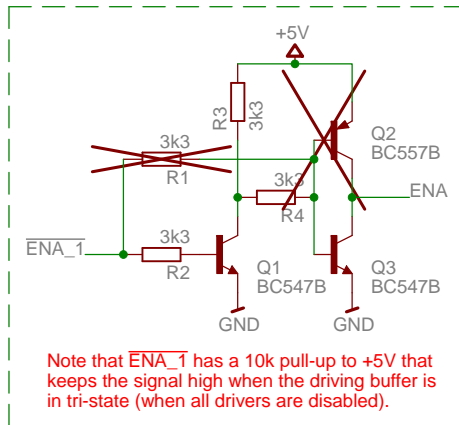 +5V
R3
3k3
Q2
BC557B
3k3
R1
3k3
R4
ENA
ENA_1
3k3
R2
Q1
BC547B
Q3
BC547B
GND
GND
Note that ENA_1 has a 10k pull-up to +5V that
keeps the signal high when the driving buffer is
in tri-state (when all drivers are disabled).